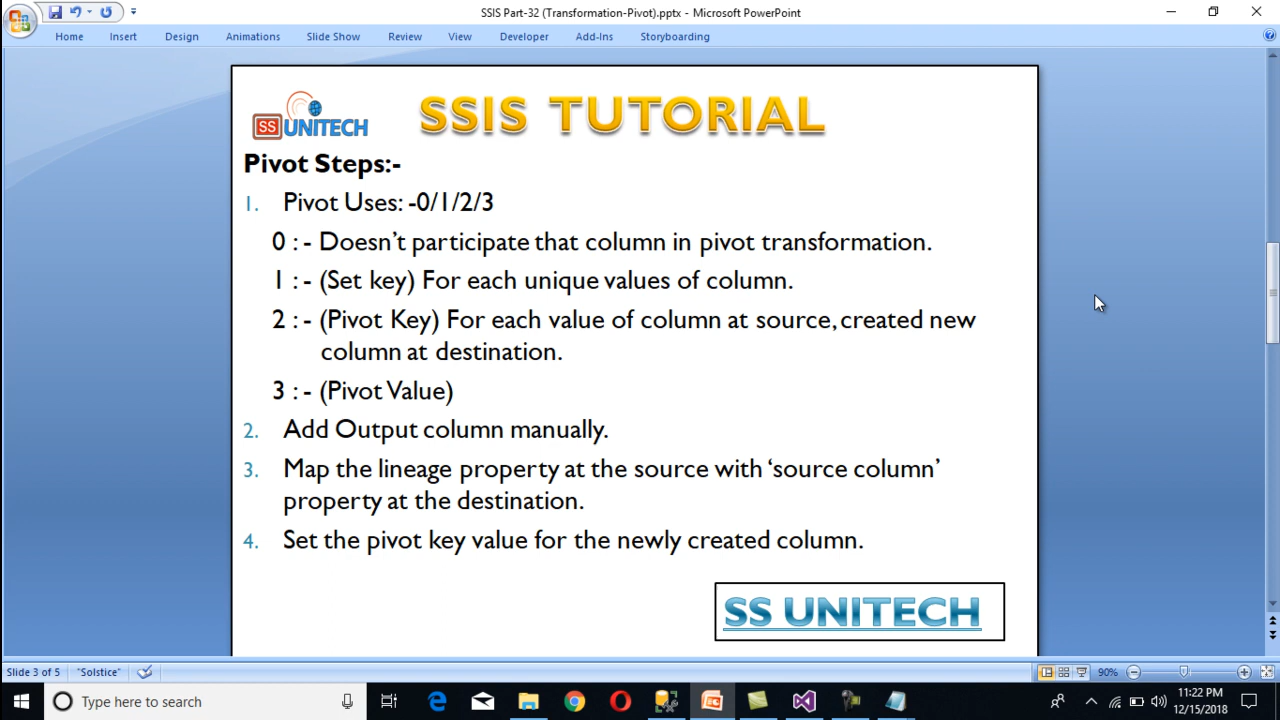 SSIS Part-32 (Transformation-Pivot).pptx - Microsoft PowerPoint
Home Insert Design Animations Slide Show Review View Developer Add-Ins Storyboarding
SS UNITECH
SSIS TUTORIAL
Pivot Steps:-
1. Pivot Uses: -0/1/2/3
0 : - Doesn’t participate that column in pivot transformation.
1 : - (Set key) For each unique values of column.
2 : - (Pivot Key) For each value of column at source, created new
column at destination.
3 : - (Pivot Value)
2. Add Output column manually.
3. Map the lineage property at the source with ‘source column’
property at the destination.
4. Set the pivot key value for the newly created column.
SS UNITECH
Slide 3 of 5 "Solstice" 90%
Type here to search
11:22 PM
12/15/2018